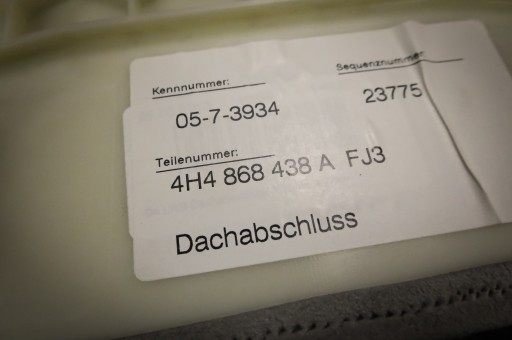 Kennnummer:
Sequenznummer
05-7-3934
23775
Teilenummer:
4H4 868 438 A FJ3
Dachabschluss